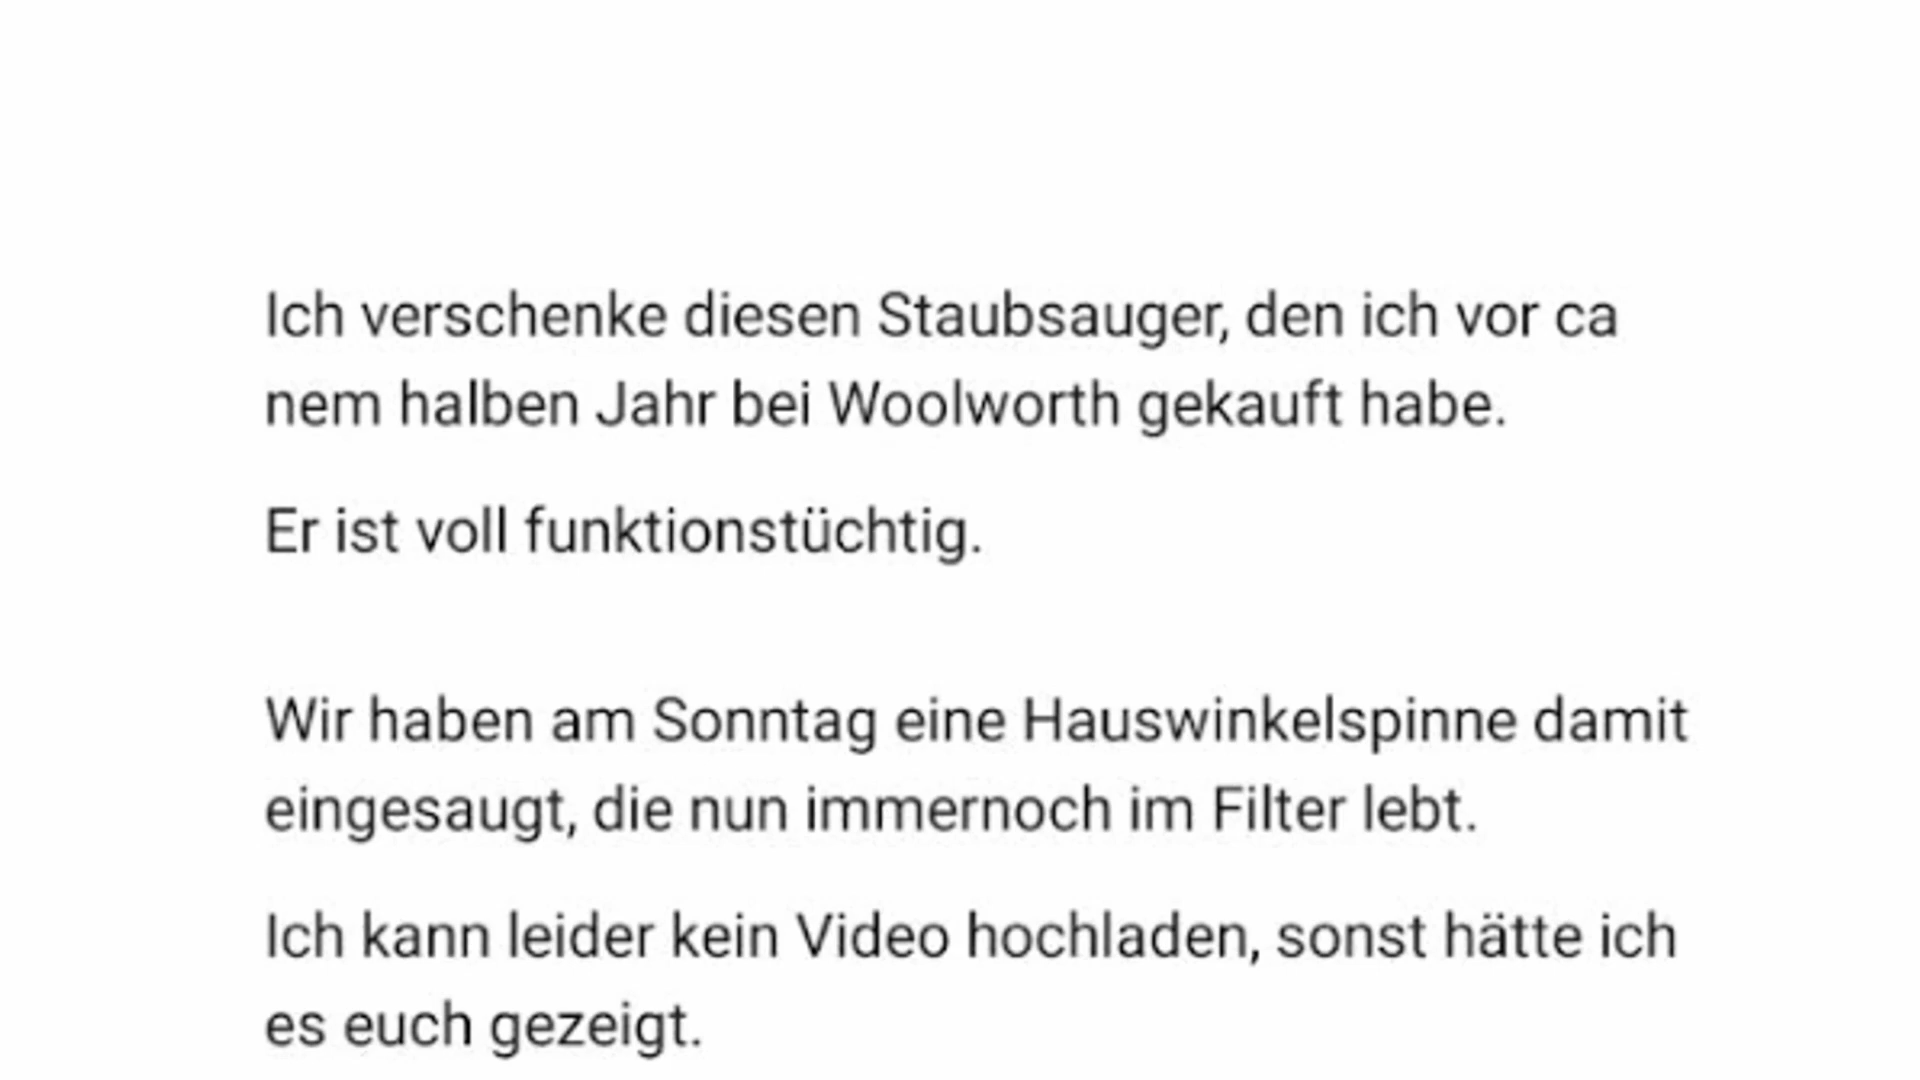 Ich verschenke diesen Staubsauger, den ich vor ca
nem halben Jahr bei Woolworth gekauft habe.
Er ist voll funktionstüchtig.
Wir haben am Sonntag eine Hauswinkelspinne damit
eingesaugt, die nun immernoch im Filter lebt.
Ich kann leider kein Video hochladen, sonst hätte ich
es euch gezeigt.